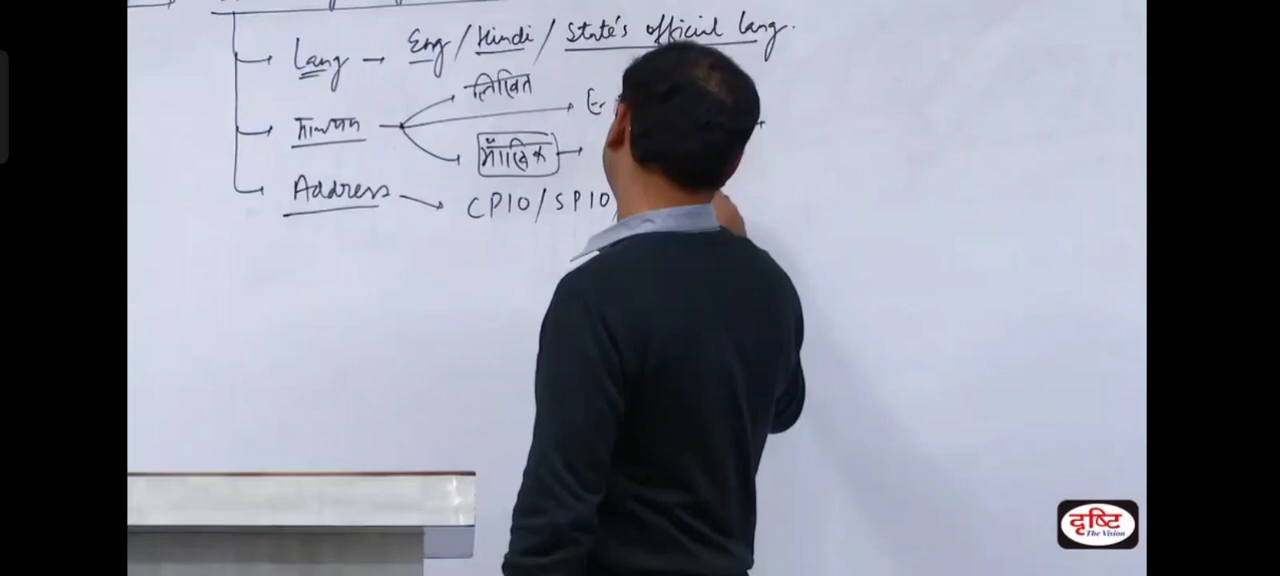 Lang → Eng / Hindi / State's official lang.
लिखित
माध्यम E-
मौखिक →
Address → CPIO / SPIO
दृष्टि
The Vision